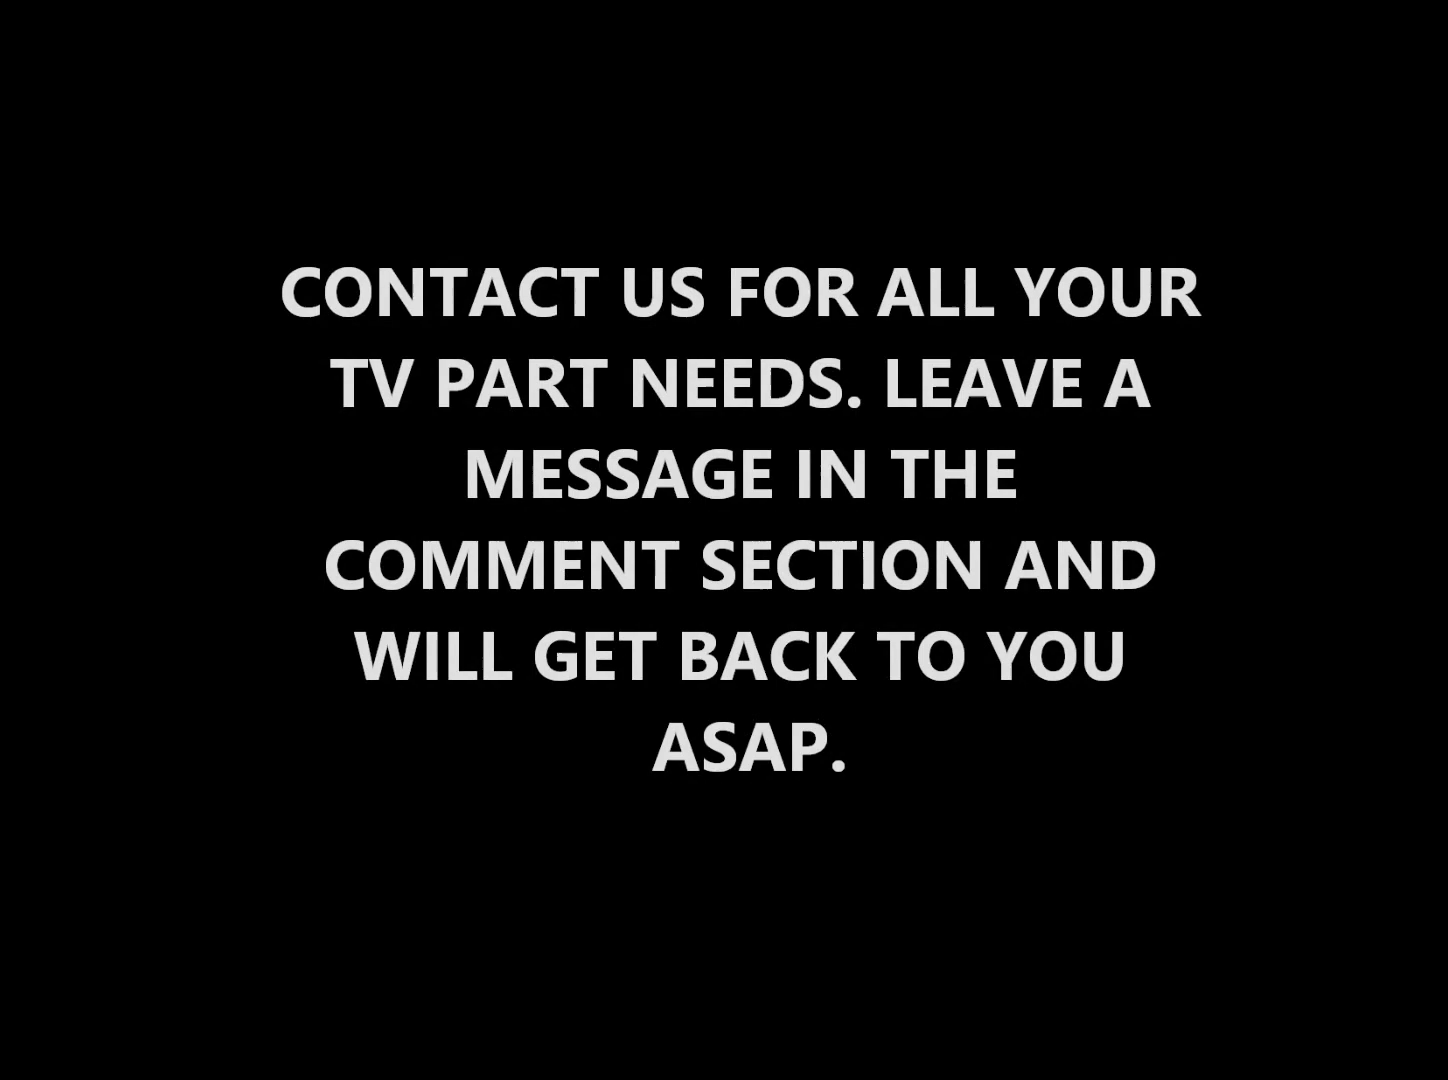 CONTACT US FOR ALL YOUR
TV PART NEEDS. LEAVE A
MESSAGE IN THE
COMMENT SECTION AND
WILL GET BACK TO YOU
ASAP.